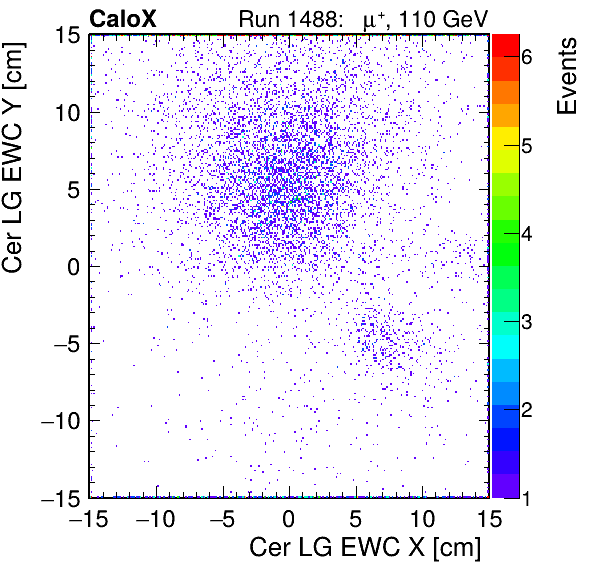 CaloX Run 1488: μ⁺, 110 GeV
Cer LG EWC Y [cm]
15
10
5
0
−5
−10
−15
−15 −10 −5 0 5 10 15
Cer LG EWC X [cm]
Events
6
5
4
3
2
1